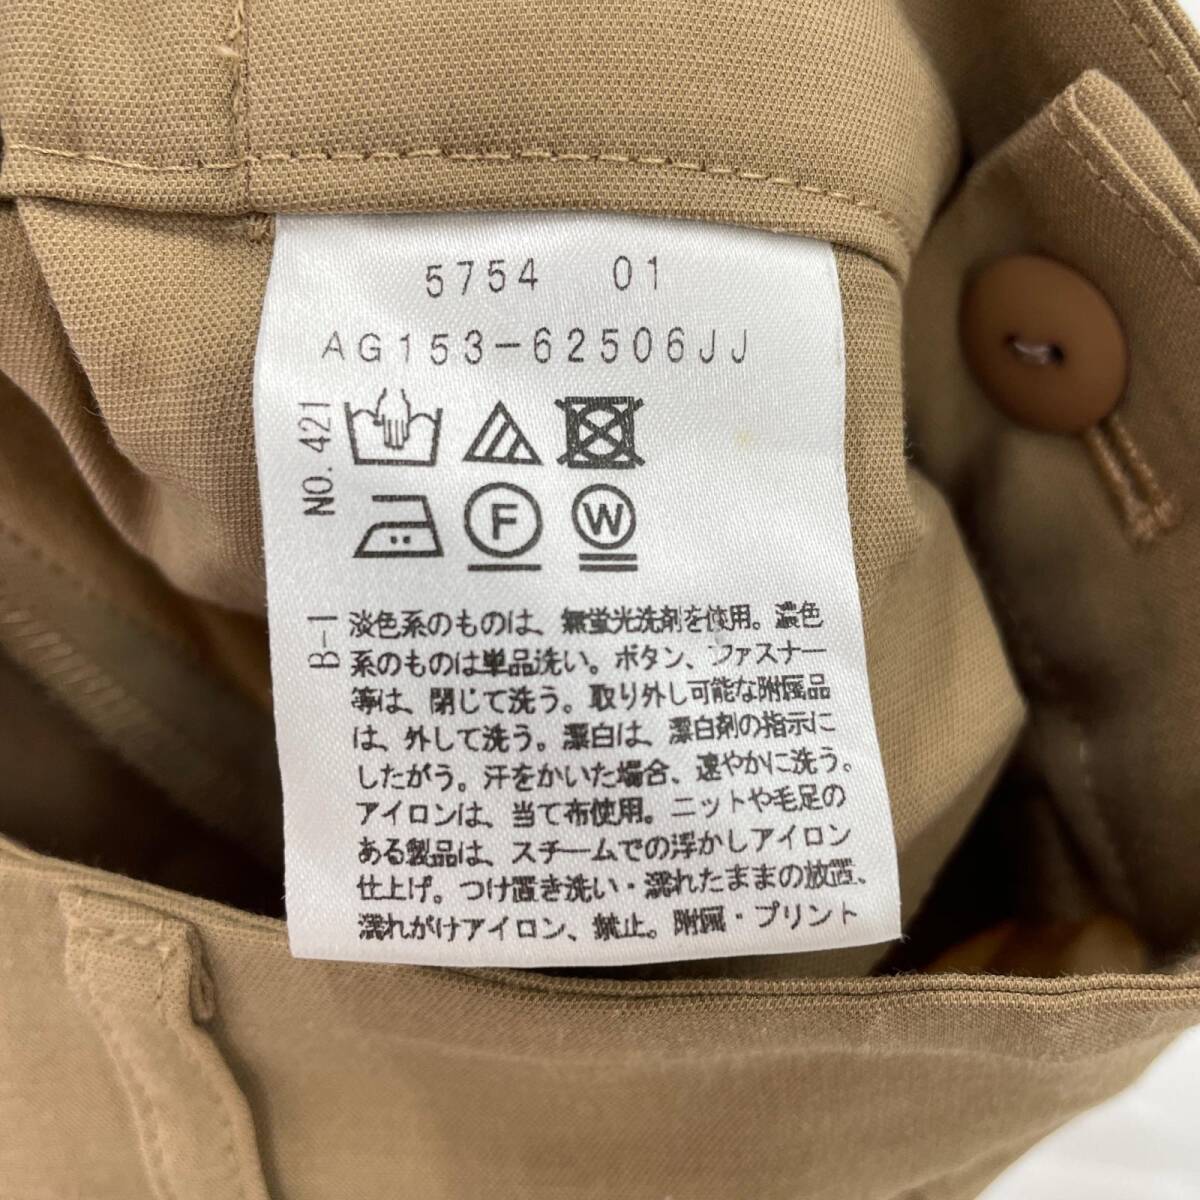 5754 01
AG153-62506JJ
NO. 421
F
W
B-1
淡色系のものは、無蛍光洗剤を使用。濃色
系のものは単品洗い。ボタン、ファスナー
等は、閉じて洗う。取り外し可能な附属品
は、外して洗う。漂白は、漂白剤の指示に
したがう。汗をかいた場合、速やかに洗う。
アイロンは、当て布使用。ニットや毛足の
ある製品は、スチームでの浮かしアイロン
仕上げ。つけ置き洗い・濡れたままの放置、
濡れがけアイロン、禁止。附属・プリント